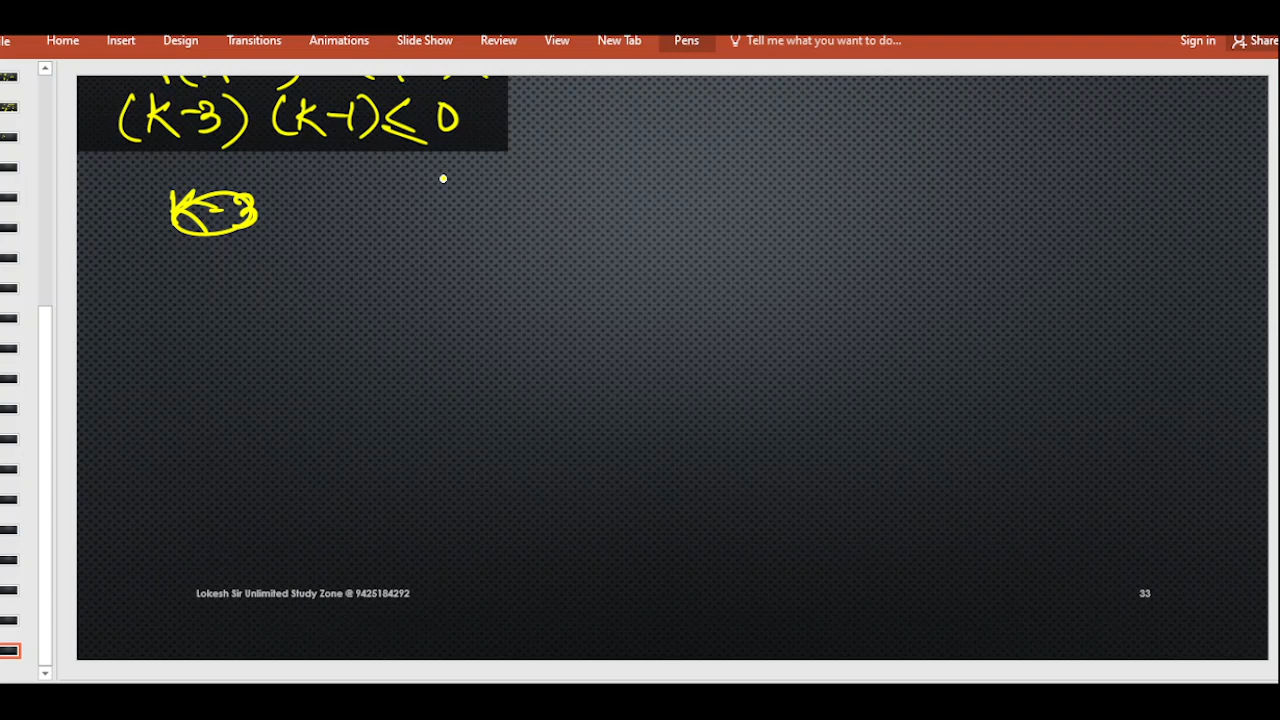 le Home Insert Design Transitions Animations Slide Show Review View New Tab Pens Tell me what you want to do... Sign in Share
(K-3) (K-1)≤ 0
K-3
Lokesh Sir Unlimited Study Zone @ 9425184292 33